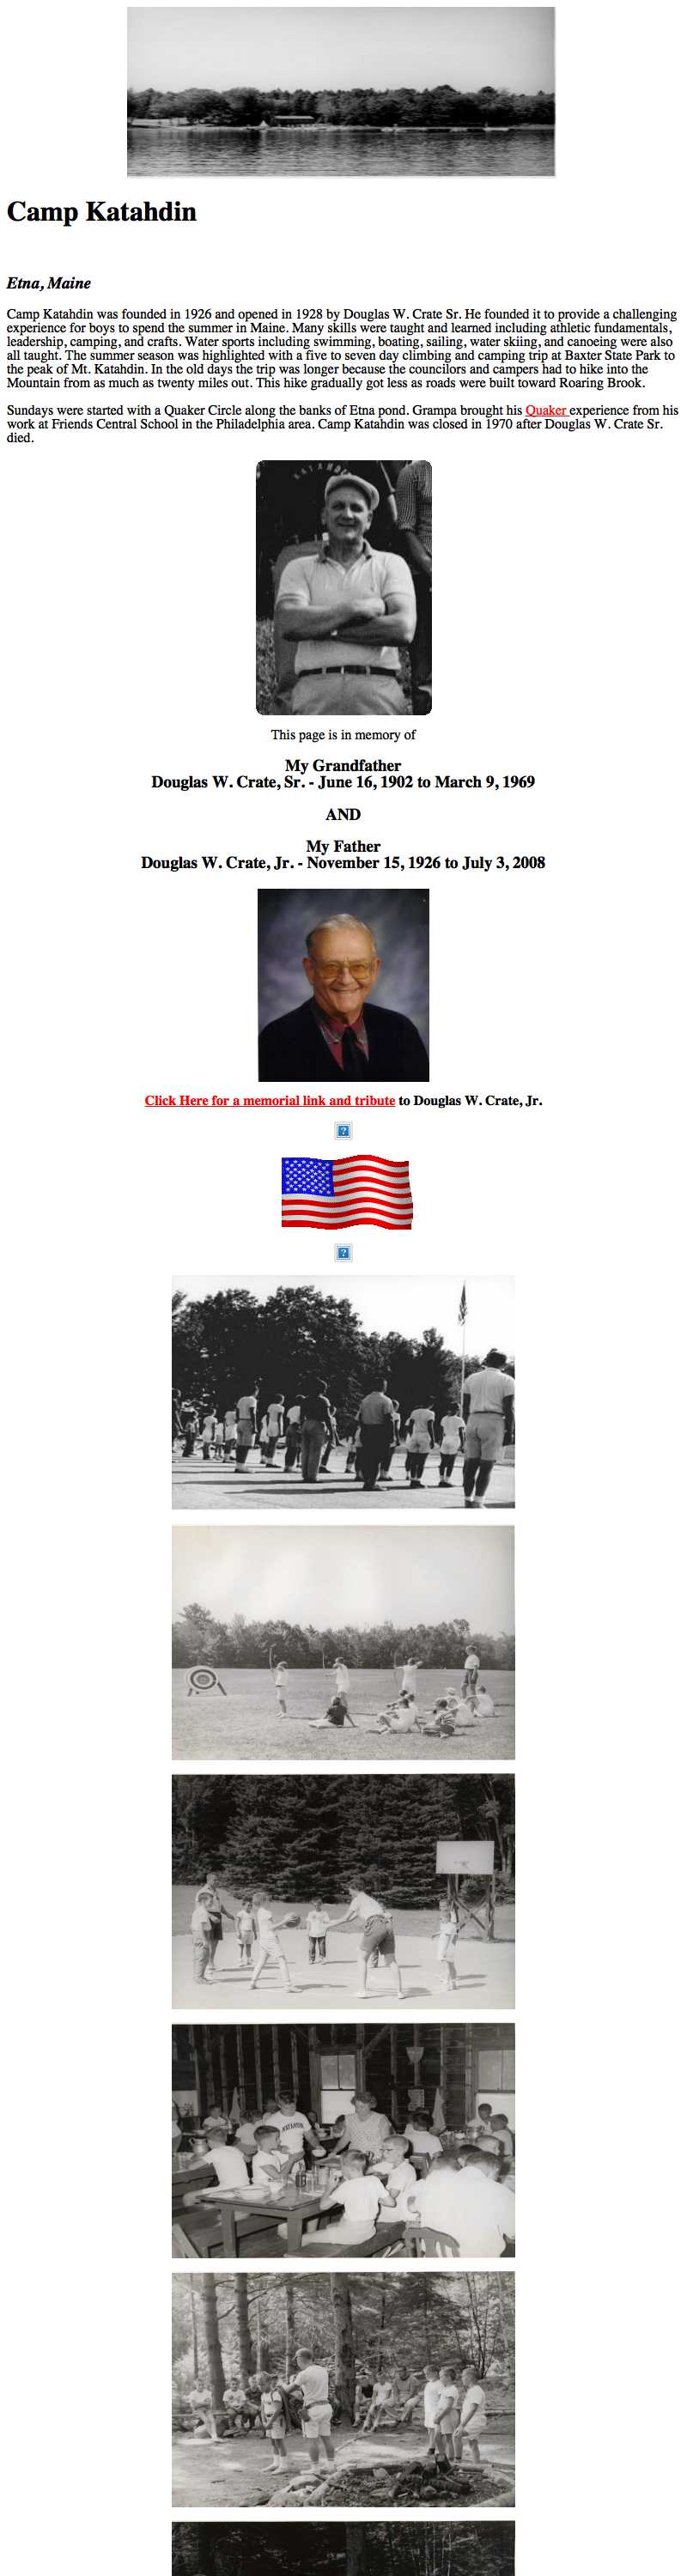 Camp Katahdin
Etna, Maine
Camp Katahdin was founded in 1926 and opened in 1928 by Douglas W. Crate Sr. He founded it to provide a challenging
experience for boys to spend the summer in Maine. Many skills were taught and learned including athletic fundamentals,
leadership, camping, and crafts. Water sports including swimming, boating, sailing, water skiing, and canoeing were also
all taught. The summer season was highlighted with a five to seven day climbing and camping trip at Baxter State Park to
the peak of Mt. Katahdin. In the old days the trip was longer because the councilors and campers had to hike into the
Mountain from as much as twenty miles out. This hike gradually got less as roads were built toward Roaring Brook.
Sundays were started with a Quaker Circle along the banks of Etna pond. Grampa brought his Quaker experience from his
work at Friends Central School in the Philadelphia area. Camp Katahdin was closed in 1970 after Douglas W. Crate Sr.
died.
KATAHDIN
This page is in memory of
My Grandfather
Douglas W. Crate, Sr. - June 16, 1902 to March 9, 1969
AND
My Father
Douglas W. Crate, Jr. - November 15, 1926 to July 3, 2008
Click Here for a memorial link and tribute to Douglas W. Crate, Jr.
?
?
KATAHDIN